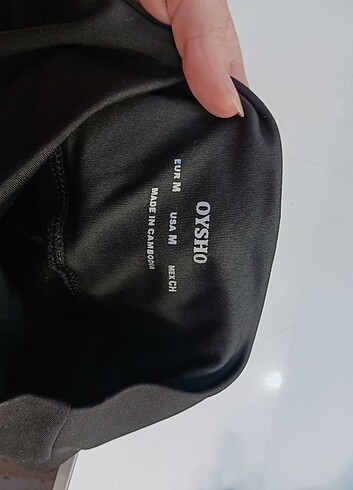 OYSHO
EUR M USA M MEX CH
MADE IN CAMBODIA